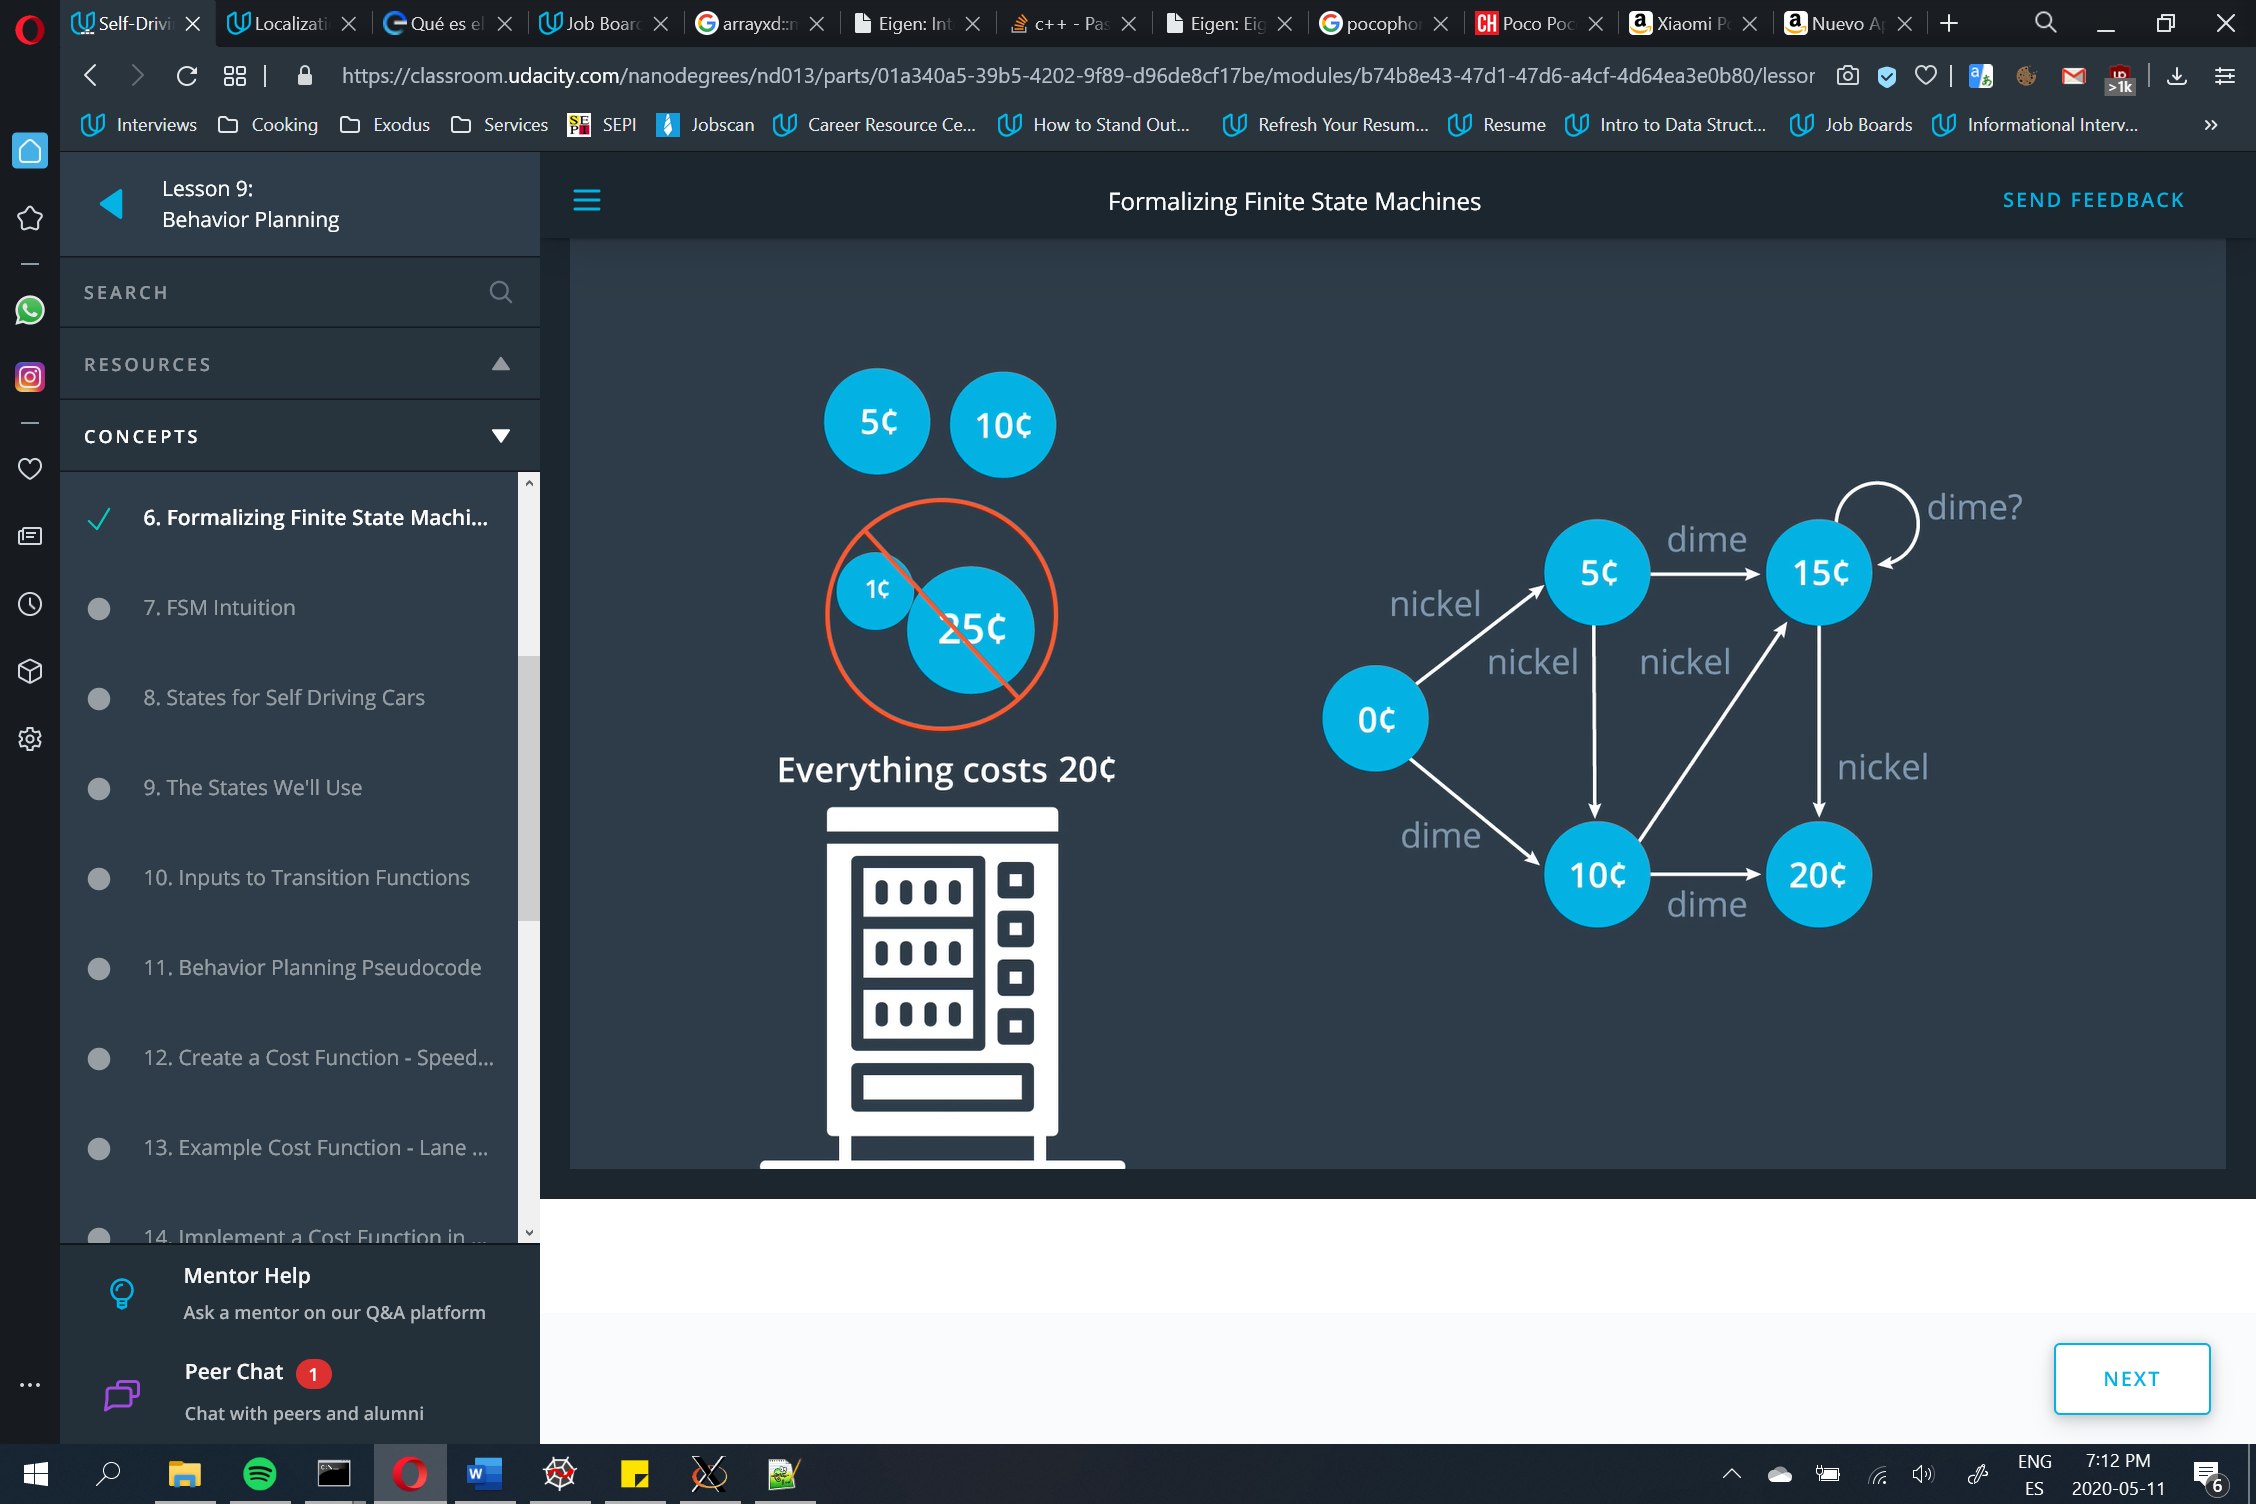 Self-Drivi
Localizati
Qué es el
Job Board
arrayxd::n
Eigen: Int
c++ - Pas
Eigen: Eig
pocopho
CH Poco Poc
Xiaomi P
Nuevo A
https://classroom.udacity.com/nanodegrees/nd013/parts/01a340a5-39b5-4202-9f89-d96de8cf17be/modules/b74b8e43-47d1-47d6-a4cf-4d64ea3e0b80/lessor
>1k
Interviews
Cooking
Exodus
Services
SEPI
Jobscan
Career Resource Ce...
How to Stand Out...
Refresh Your Resum...
Resume
Intro to Data Struct...
Job Boards
Informational Interv...
Lesson 9:
Behavior Planning
Formalizing Finite State Machines
SEND FEEDBACK
SEARCH
RESOURCES
CONCEPTS
6. Formalizing Finite State Machi...
7. FSM Intuition
8. States for Self Driving Cars
9. The States We'll Use
10. Inputs to Transition Functions
11. Behavior Planning Pseudocode
12. Create a Cost Function - Speed...
13. Example Cost Function - Lane ...
14. Implement a Cost Function in ...
Mentor Help
Ask a mentor on our Q&A platform
Peer Chat 1
Chat with peers and alumni
5¢ 10¢
1¢
25¢
Everything costs 20¢
dime?
dime
5¢
15¢
nickel
nickel
nickel
0¢
nickel
dime
10¢
20¢
dime
NEXT
ENG
ES
7:12 PM
2020-05-11
6